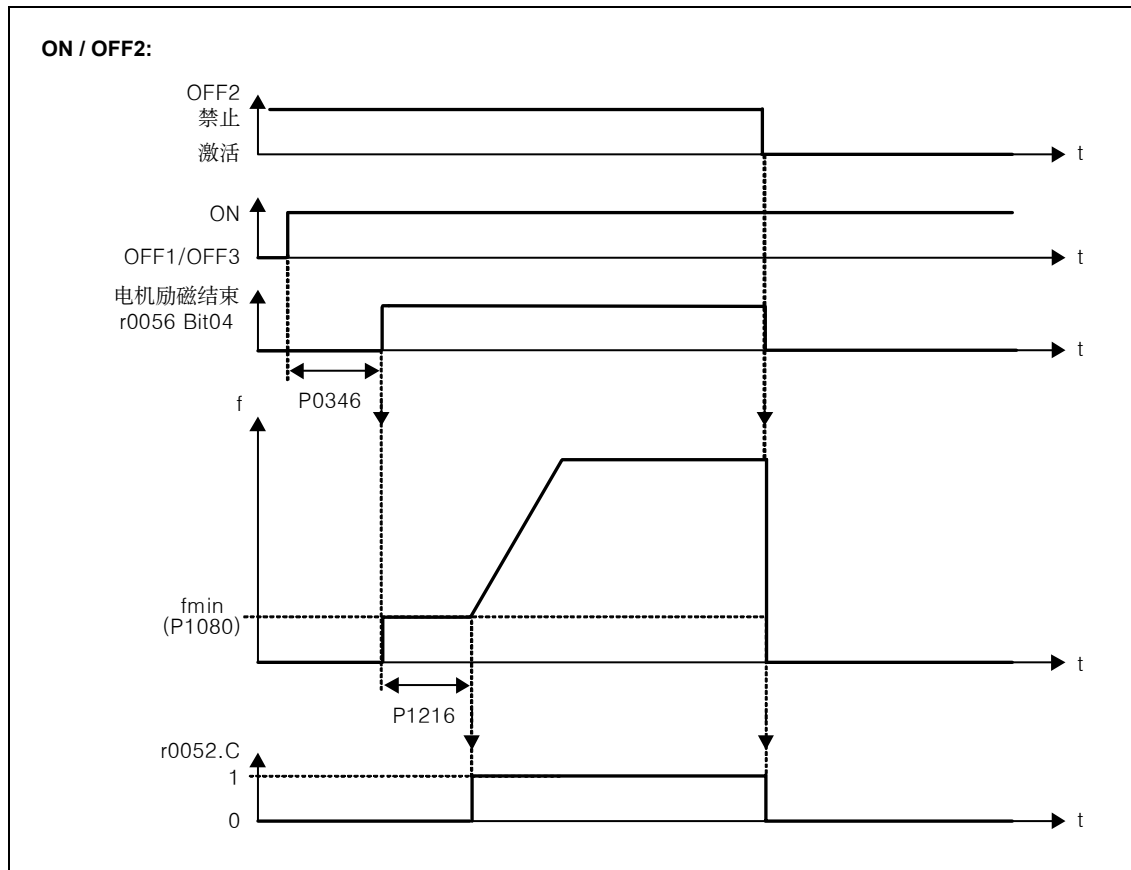 ON / OFF2:
OFF2
禁止
激活
t
ON
OFF1/OFF3
t
电机励磁结束
r0056 Bit04
t
P0346
f
fmin
(P1080)
t
P1216
r0052.C
1
0
t